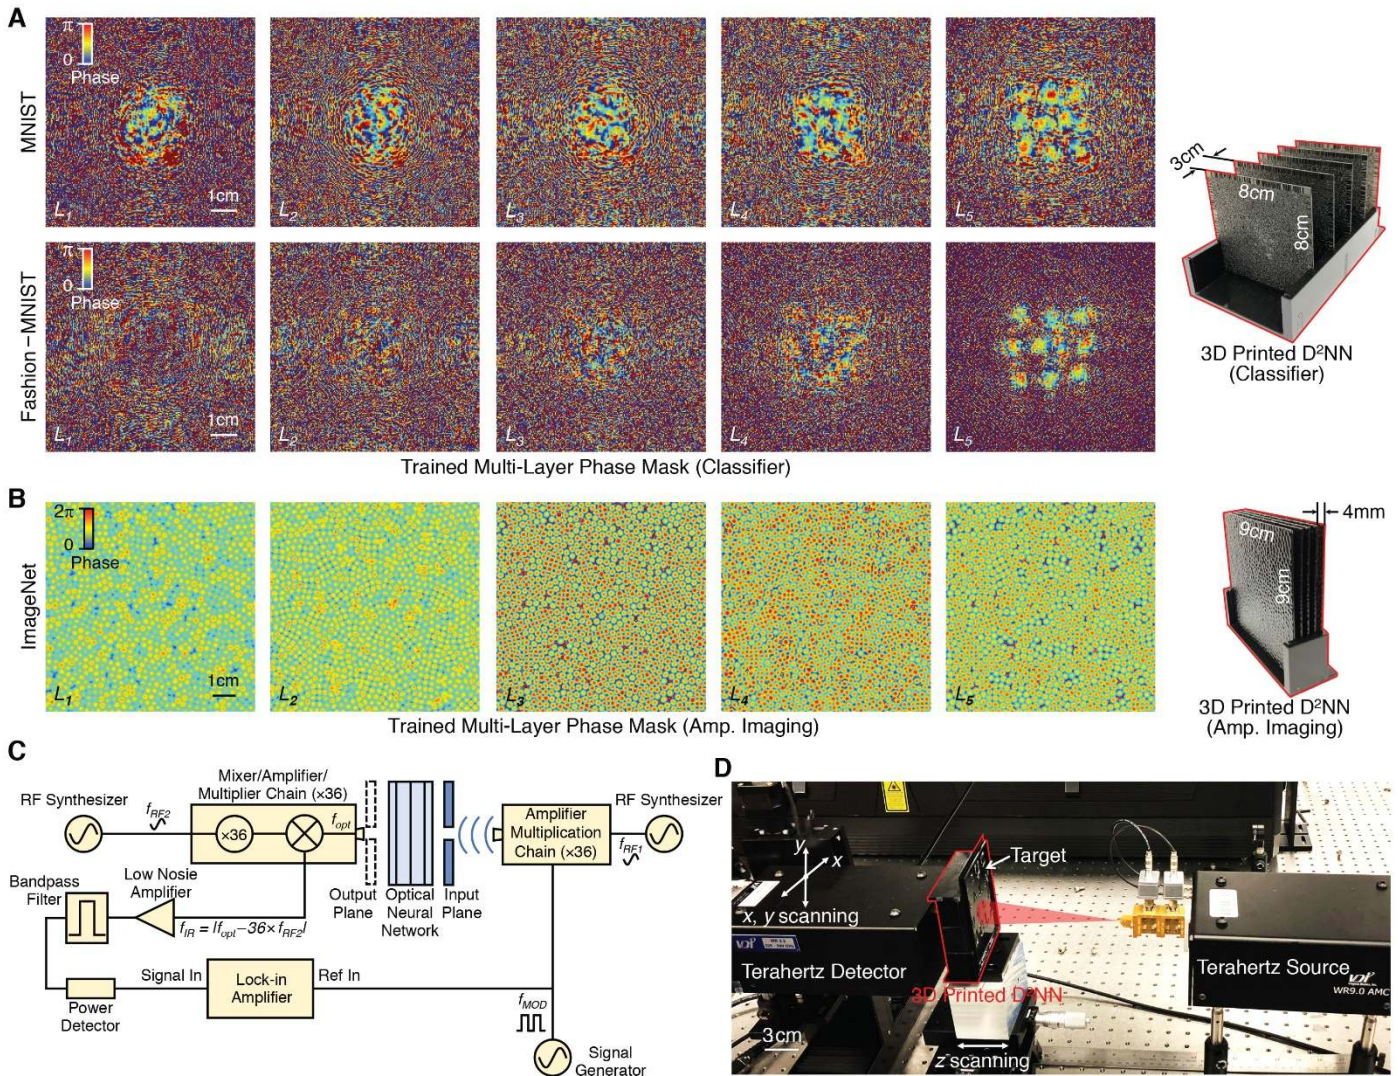 A
π
0
Phase
MNIST
L1
1cm
L2
L3
L4
L5
3cm
8cm
8cm
3D Printed D²NN
(Classifier)
π
0
Phase
Fashion-MNIST
L1
1cm
L2
L3
L4
L5
Trained Multi-Layer Phase Mask (Classifier)
B
2π
0
Phase
ImageNet
L1
1cm
L2
L3
L4
L5
4mm
9cm
9cm
3D Printed D²NN
(Amp. Imaging)
Trained Multi-Layer Phase Mask (Amp. Imaging)
C
Mixer/Amplifier/
Multiplier Chain (×36)
RF Synthesizer
fRF2
×36
fopt
Amplifier
Multiplication
Chain (×36)
RF Synthesizer
fRF1
Output
Plane
Optical
Neural
Network
Input
Plane
Bandpass
Filter
Low Nosie
Amplifier
fIR = |fopt−36×fRF2|
Signal In
Lock-in
Amplifier
Ref In
Power
Detector
fMOD
Signal
Generator
D
y
x
Target
x, y scanning
Terahertz Detector
3D Printed D²NN
Terahertz Source
VDI
WR9.0 AMC
3cm
z scanning